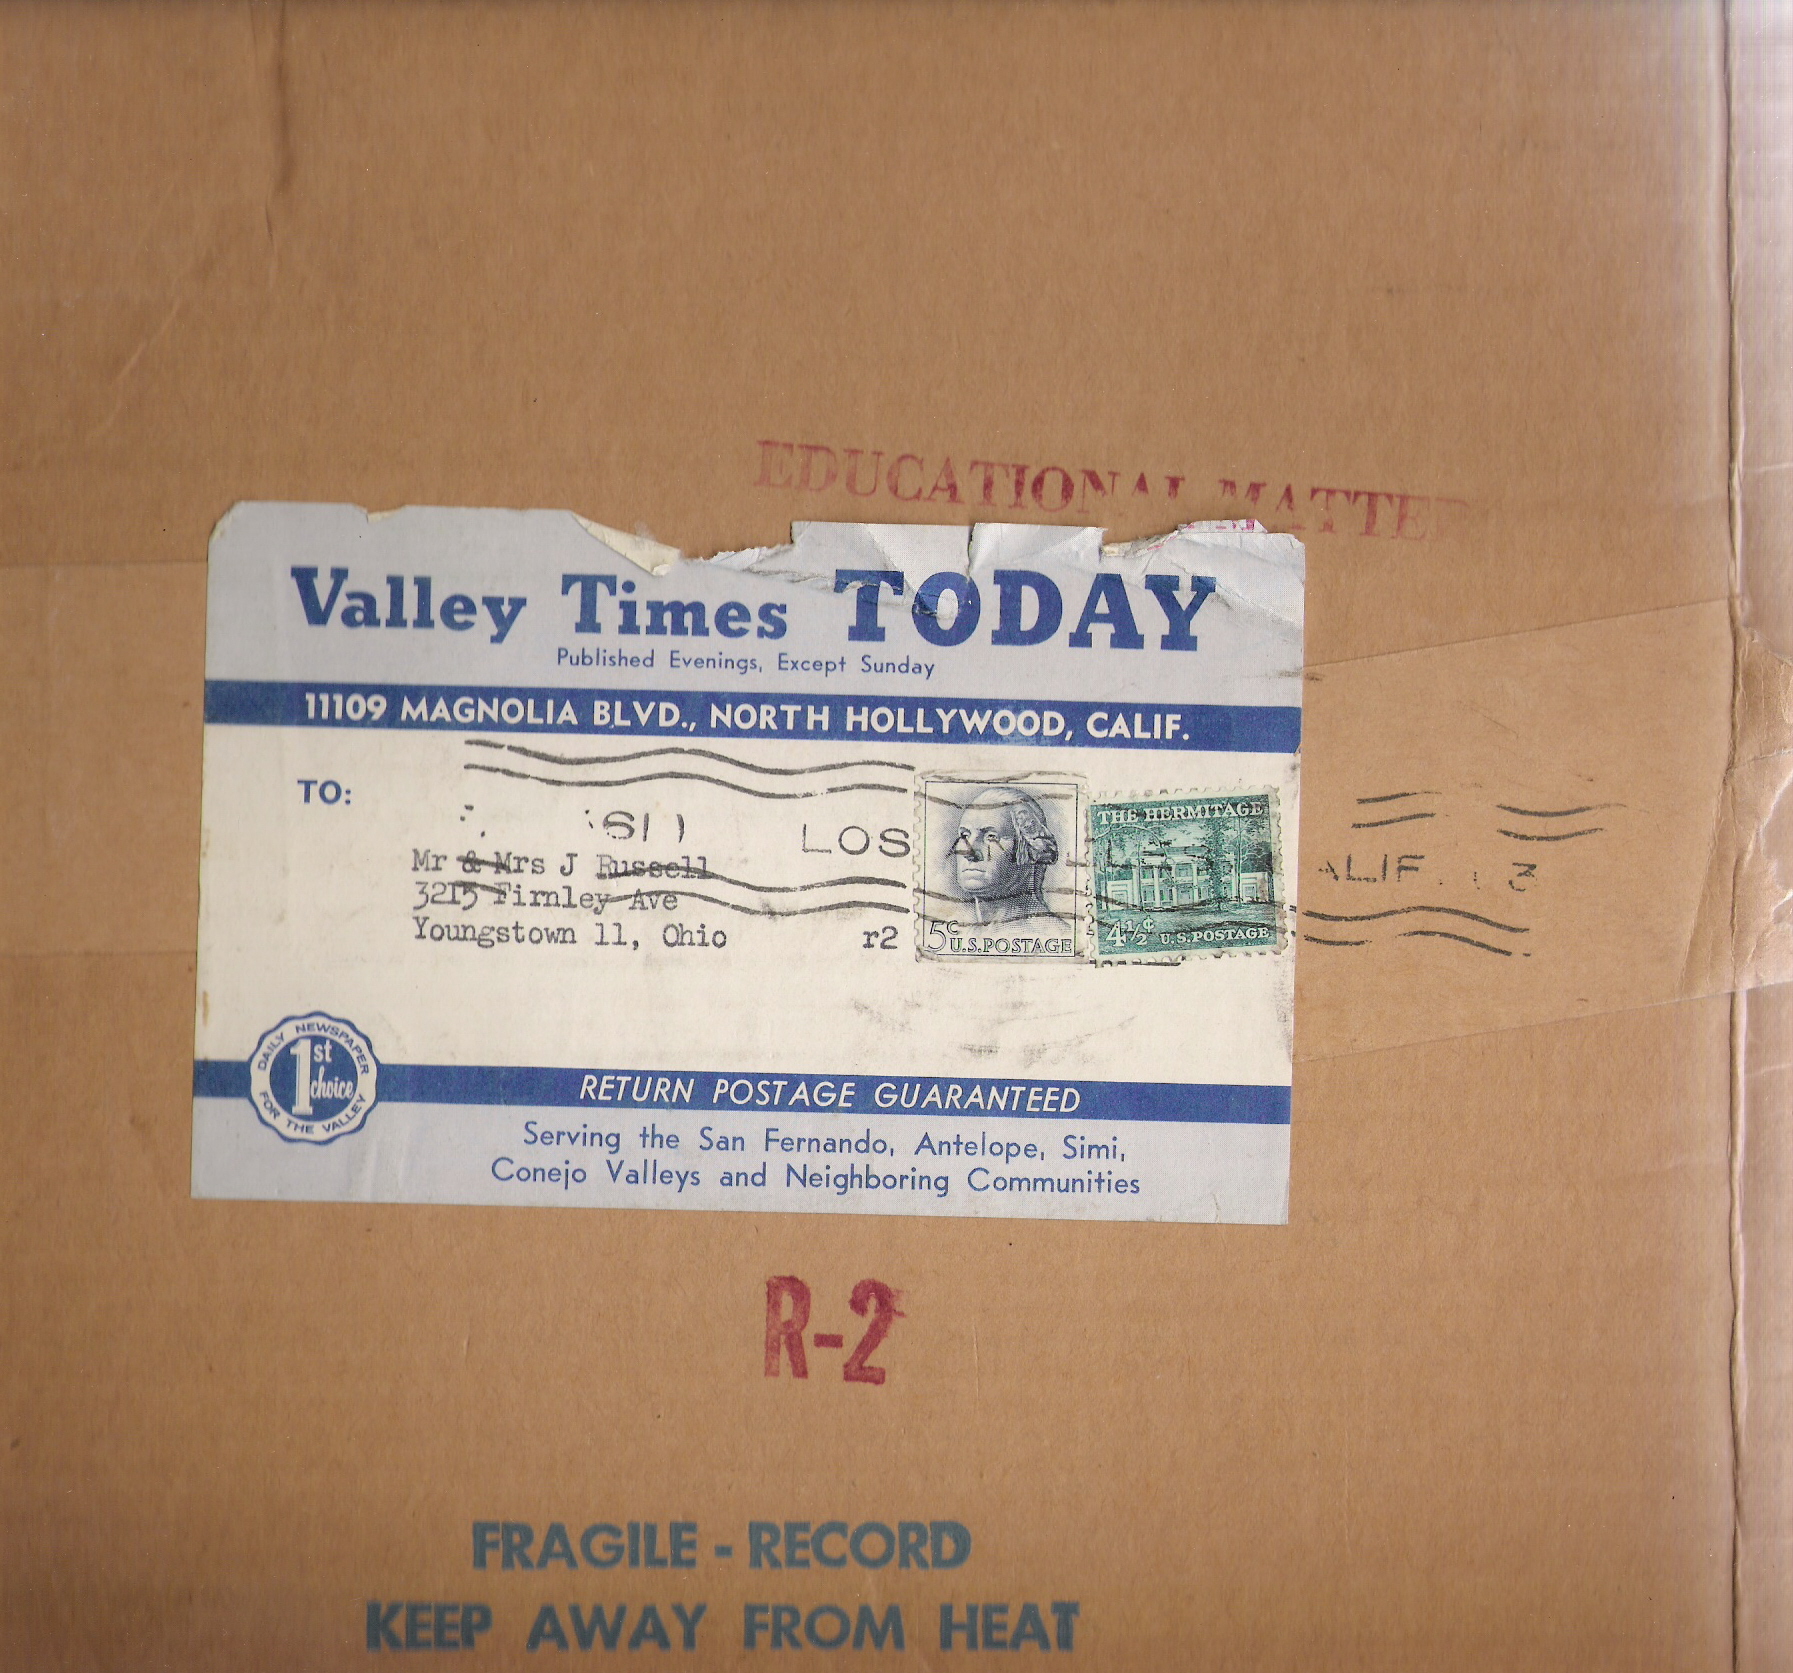 EDUCATIONAL MATTER
Valley Times TODAY
Published Evenings, Except Sunday
11109 MAGNOLIA BLVD., NORTH HOLLYWOOD, CALIF.
TO:
LOS
ALIF
Mr & Mrs J Russell
3215 Firnley Ave
Youngstown 11, Ohio r2
5¢ U.S.POSTAGE
THE HERMITAGE
4½¢ U.S.POSTAGE
DAILY NEWSPAPER
1st
choice
FOR THE VALLEY
RETURN POSTAGE GUARANTEED
Serving the San Fernando, Antelope, Simi,
Conejo Valleys and Neighboring Communities
R-2
FRAGILE - RECORD
KEEP AWAY FROM HEAT